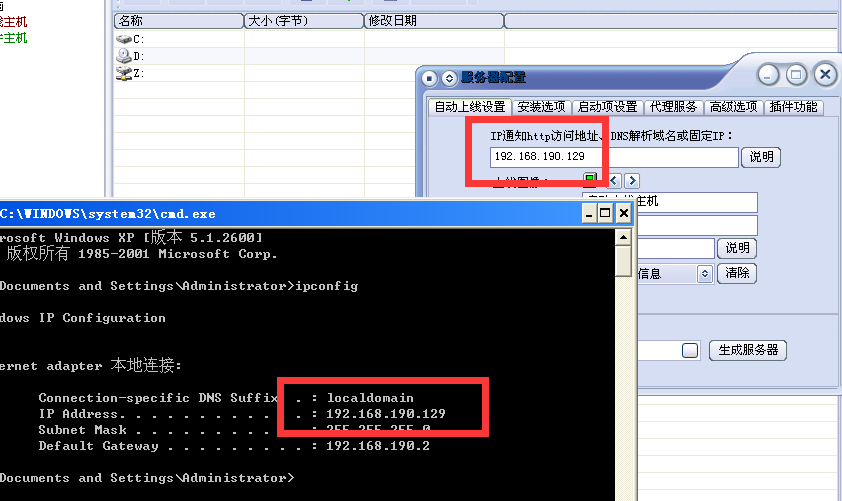 主机
主机
名称 大小(字节) 修改日期
C:
D:
Z:
服务器配置
自动上线设置 安装选项 启动项设置 代理服务 高级选项 插件功能
IP通知http访问地址、DNS解析域名或固定IP：
192.168.190.129 说明
上线图像：
主机
说明
信息 清除
生成服务器
C:\WINDOWS\system32\cmd.exe
rosoft Windows XP [版本 5.1.2600]
版权所有 1985-2001 Microsoft Corp.
Documents and Settings\Administrator>ipconfig
dows IP Configuration
ernet adapter 本地连接:
Connection-specific DNS Suffix . : localdomain
IP Address. . . . . . . . . . . . : 192.168.190.129
Subnet Mask . . . . . . . . . . . : 255.255.255.0
Default Gateway . . . . . . . . . : 192.168.190.2
Documents and Settings\Administrator>